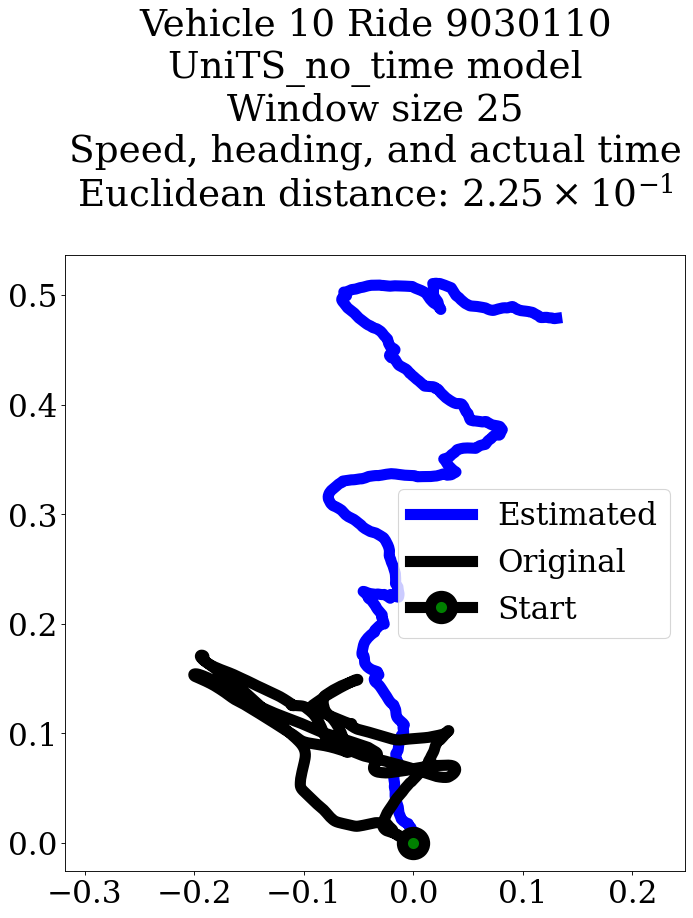 Vehicle 10 Ride 9030110
UniTS_no_time model
Window size 25
Speed, heading, and actual time
Euclidean distance: 2.25 × 10⁻¹
0.5
0.4
0.3
0.2
0.1
0.0
Estimated
Original
Start
−0.3 −0.2 −0.1 0.0 0.1 0.2